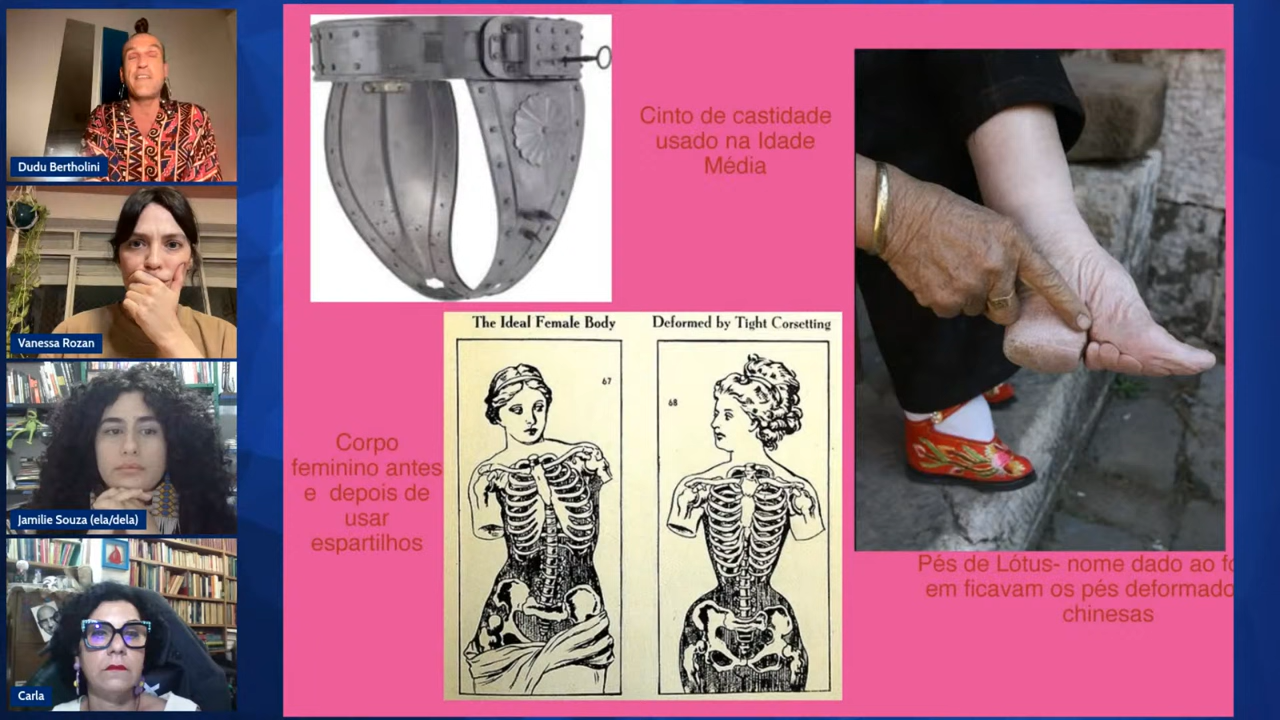 Dudu Bertholini
Vanessa Rozan
Jamilie Souza (ela/dela)
Carla
Cinto de castidade
usado na Idade
Média
The Ideal Female Body
Deformed by Tight Corsetting
67
68
Corpo
feminino antes
e depois de
usar
espartilhos
Pés de Lótus- nome dado ao fo
em ficavam os pés deformado
chinesas